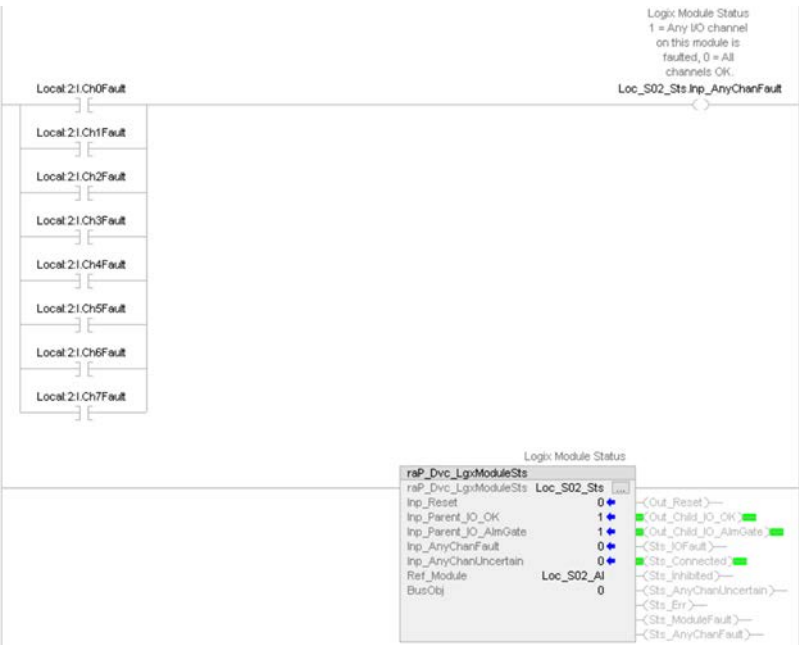 Logix Module Status
1 = Any I/O channel
on this module is
faulted, 0 = All
channels OK.
Local:2:I.Ch0Fault
Loc_S02_Sts.Inp_AnyChanFault
Local:2:I.Ch1Fault
Local:2:I.Ch2Fault
Local:2:I.Ch3Fault
Local:2:I.Ch4Fault
Local:2:I.Ch5Fault
Local:2:I.Ch6Fault
Local:2:I.Ch7Fault
Logix Module Status
raP_Dvc_LgxModuleSts
raP_Dvc_LgxModuleSts Loc_S02_Sts ...
Inp_Reset 0 (Out_Reset)
Inp_Parent_IO_OK 1 (Out_Child_IO_OK)
Inp_Parent_IO_AlmGate 1 (Out_Child_IO_AlmGate)
Inp_AnyChanFault 0 (Sts_IOFault)
Inp_AnyChanUncertain 0 (Sts_Connected)
Ref_Module Loc_S02_AI (Sts_Inhibited)
BusObj 0 (Sts_AnyChanUncertain)
(Sts_Err)
(Sts_ModuleFault)
(Sts_AnyChanFault)